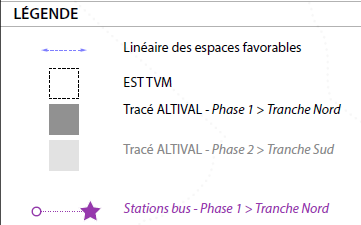 LÉGENDE
Linéaire des espaces favorables
EST TVM
Tracé ALTIVAL - Phase 1 > Tranche Nord
Tracé ALTIVAL - Phase 2 > Tranche Sud
Stations bus - Phase 1 > Tranche Nord